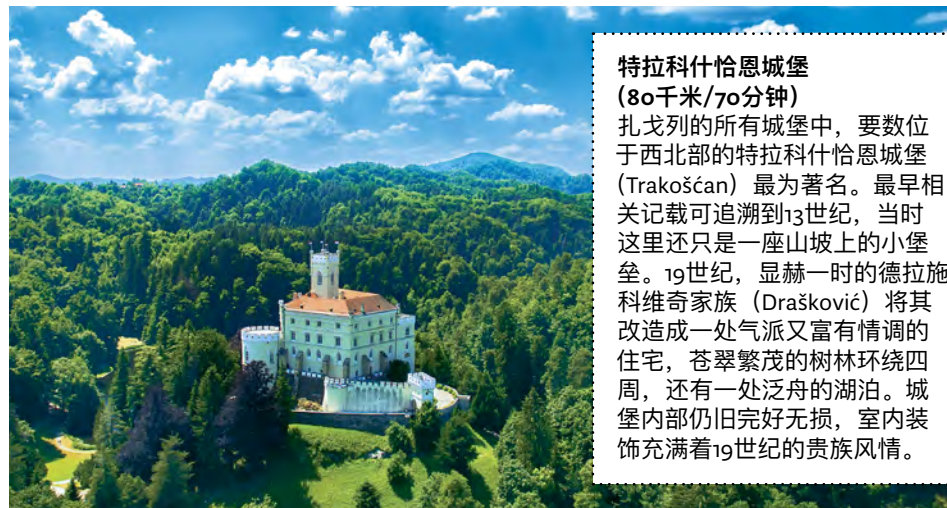 特拉科什恰恩城堡
（80千米/70分钟）
扎戈列的所有城堡中，要数位
于西北部的特拉科什恰恩城堡
（Trakošćan）最为著名。最早相
关记载可追溯到13世纪，当时
这里还只是一座山坡上的小堡
垒。19世纪，显赫一时的德拉施
科维奇家族（Drašković）将其
改造成一处气派又富有情调的
住宅，苍翠繁茂的树林环绕四
周，还有一处泛舟的湖泊。城
堡内部仍旧完好无损，室内装
饰充满着19世纪的贵族风情。